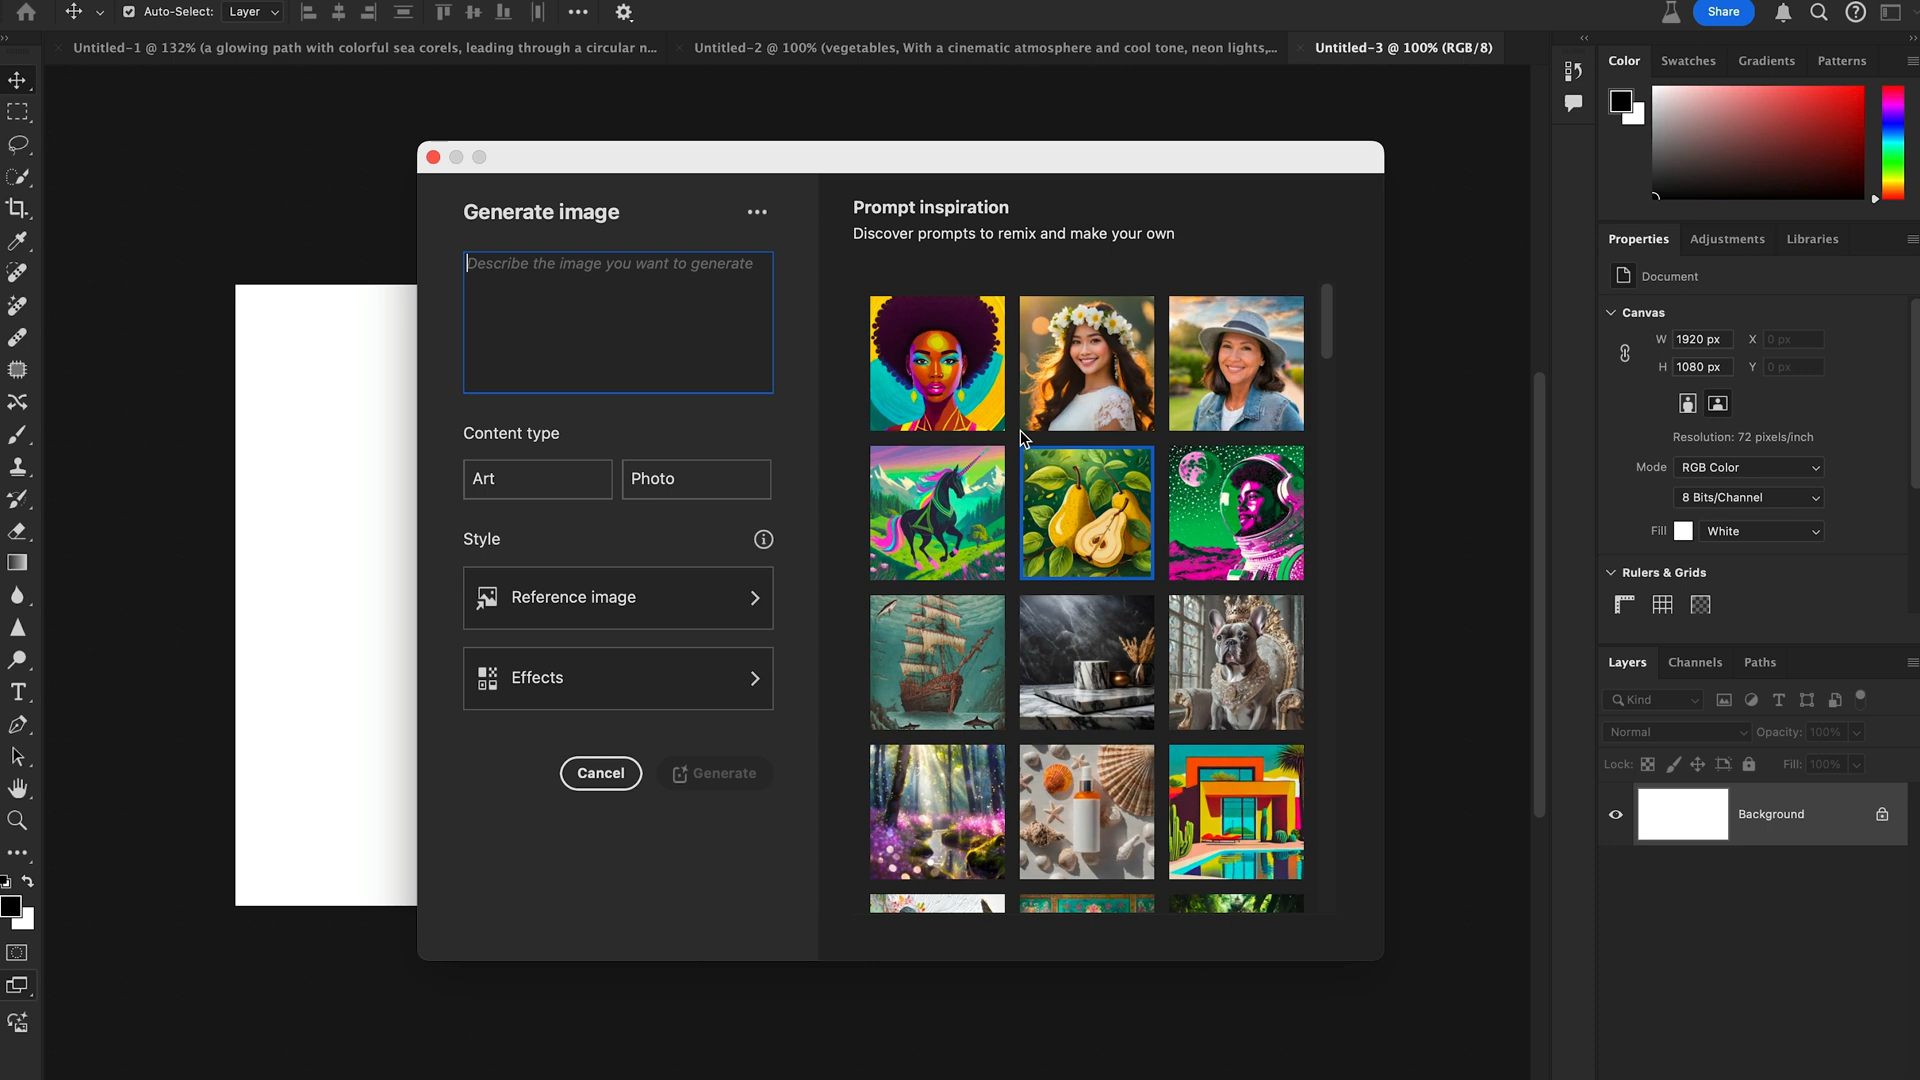 Auto-Select:
Layer
Share
Untitled-1 @ 132% (a glowing path with colorful sea corels, leading through a circular n...
Untitled-2 @ 100% (vegetables, With a cinematic atmosphere and cool tone, neon lights,...
Untitled-3 @ 100% (RGB/8)
Color
Swatches
Gradients
Patterns
Generate image
Describe the image you want to generate
Content type
Art
Photo
Style
Reference image
Effects
Cancel
Generate
Prompt inspiration
Discover prompts to remix and make your own
Properties
Adjustments
Libraries
Document
Canvas
W 1920 px X 0 px
H 1080 px Y 0 px
Resolution: 72 pixels/inch
Mode RGB Color
8 Bits/Channel
Fill White
Rulers & Grids
Layers
Channels
Paths
Kind
Normal
Opacity: 100%
Lock:
Fill: 100%
Background